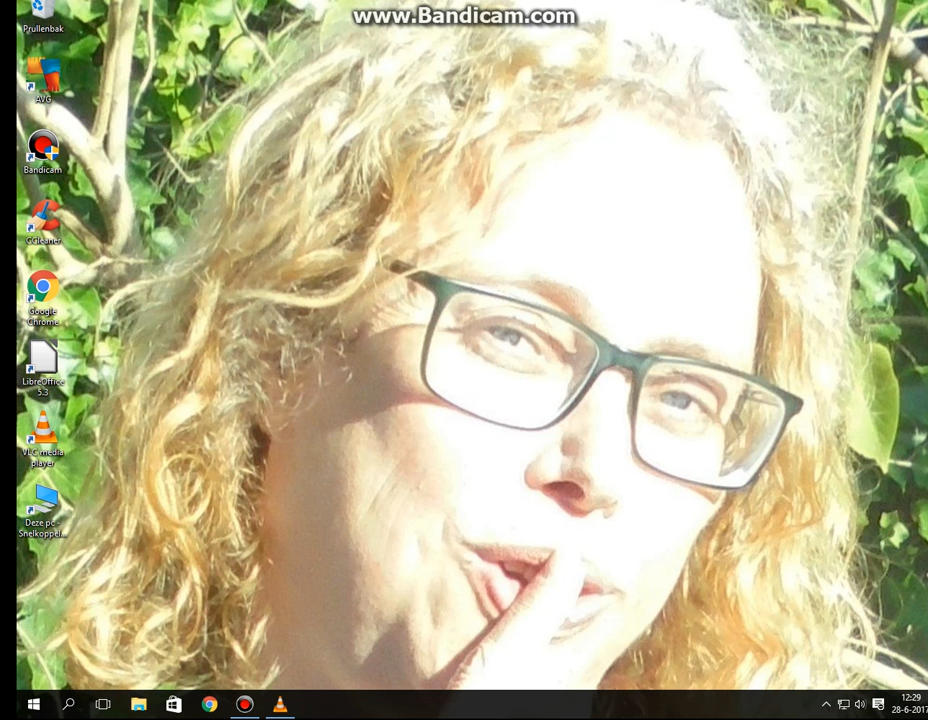 www.Bandicam.com
Prullenbak
AVG
Bandicam
CCleaner
Google
Chrome
LibreOffice
5.3
VLC media
player
Deze pc -
Snelkoppel...
12:29
28-6-2017